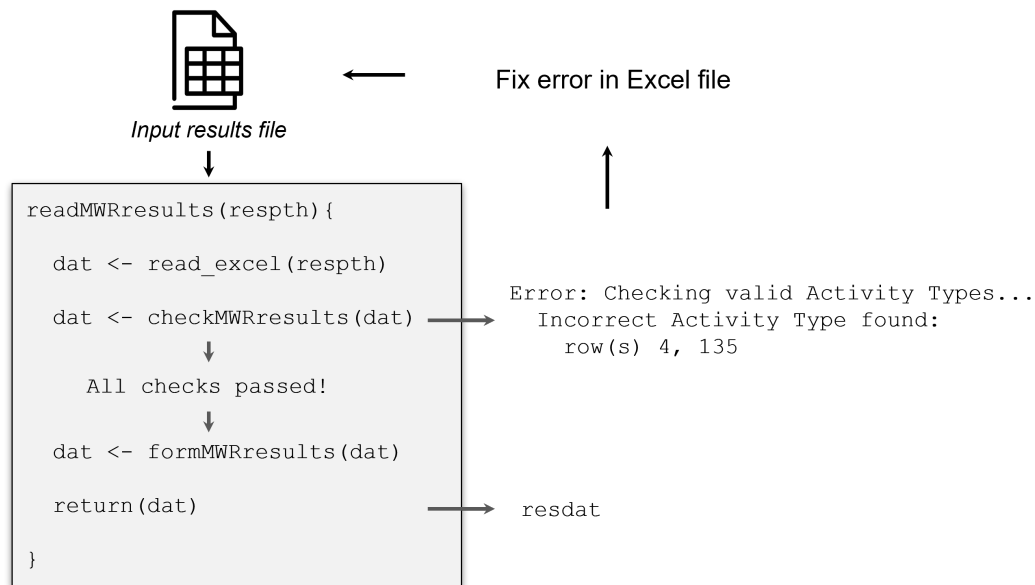 Fix error in Excel file
Input results file
readMWRresults(respth){
dat <- read_excel(respth)
dat <- checkMWRresults(dat)
All checks passed!
dat <- formMWRresults(dat)
return(dat)
}
Error: Checking valid Activity Types...
Incorrect Activity Type found:
row(s) 4, 135
resdat